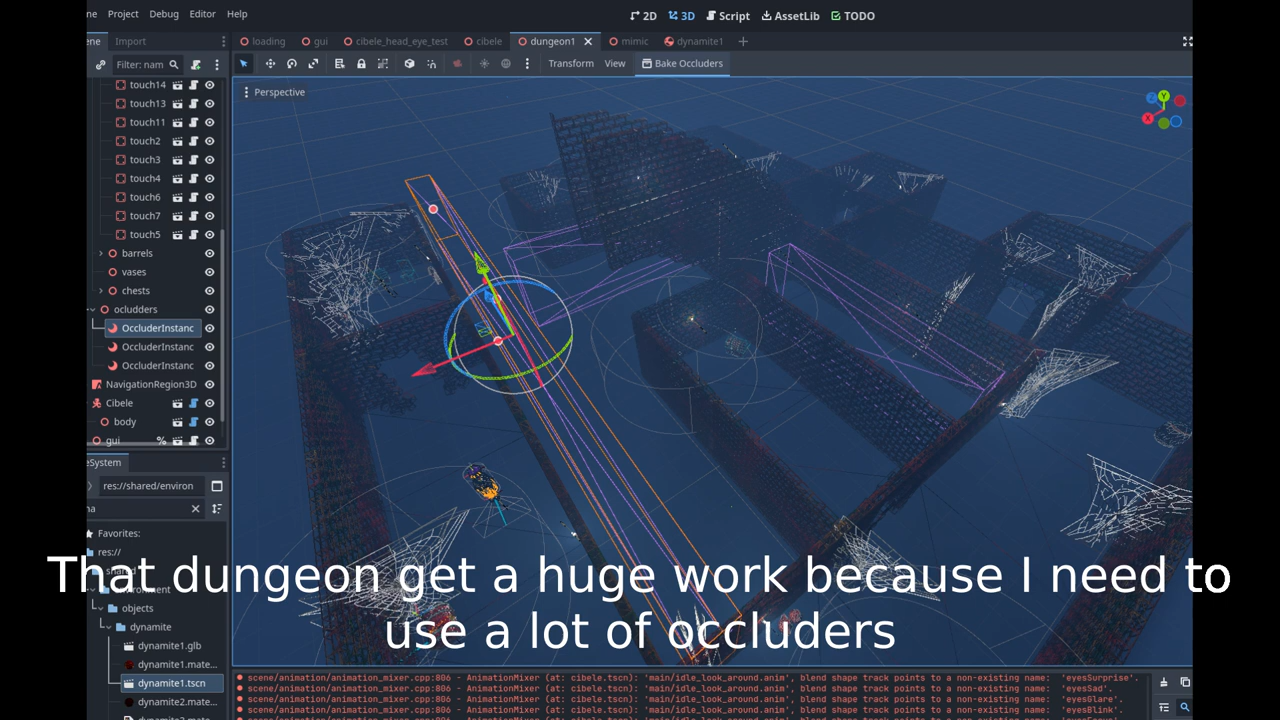 ne Project Debug Editor Help
2D 3D Script AssetLib TODO
ene Import
loading gui cibele_head_eye_test cibele dungeon1 mimic dynamite1
Filter: nam
Transform View Bake Occluders
Perspective
Y
Z
X
touch14
touch13
touch11
touch2
touch3
touch4
touch6
touch7
touch5
barrels
vases
chests
ocludders
OccluderInstanc
OccluderInstanc
OccluderInstanc
NavigationRegion3D
Cibele
body
gui %
eSystem
res://shared/environ
na
Favorites:
res://
objects
dynamite
dynamite1.glb
dynamite1.mate...
dynamite1.tscn
dynamite2.mate...
That dungeon get a huge work because I need to
use a lot of occluders
scene/animation/animation_mixer.cpp:806 - AnimationMixer (at: cibele.tscn): 'main/idle_look_around.anim', blend shape track points to a non-existing name: 'eyesSurprise'.
scene/animation/animation_mixer.cpp:806 - AnimationMixer (at: cibele.tscn): 'main/idle_look_around.anim', blend shape track points to a non-existing name: 'eyesSad'.
scene/animation/animation_mixer.cpp:806 - AnimationMixer (at: cibele.tscn): 'main/idle_look_around.anim', blend shape track points to a non-existing name: 'eyesGlare'.
scene/animation/animation_mixer.cpp:806 - AnimationMixer (at: cibele.tscn): 'main/idle_look_around.anim', blend shape track points to a non-existing name: 'eyesBlink'.